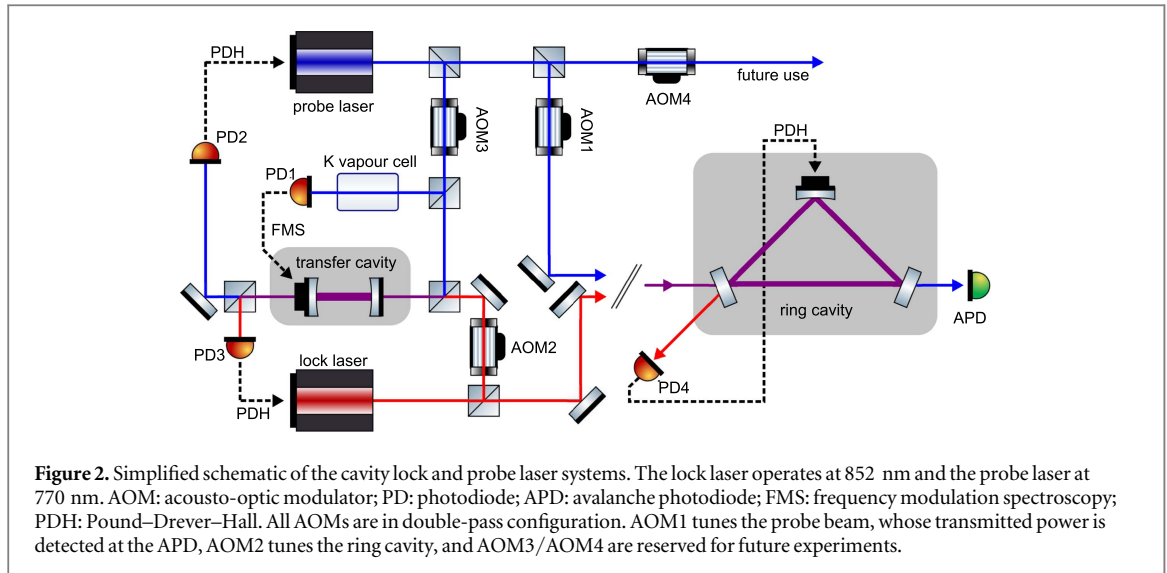 PDH
probe laser
AOM4
future use
PD2
AOM3
AOM1
PDH
K vapour cell
PD1
FMS
transfer cavity
ring cavity
APD
PD3
lock laser
AOM2
PD4
PDH
Figure 2. Simplified schematic of the cavity lock and probe laser systems. The lock laser operates at 852 nm and the probe laser at
770 nm. AOM: acousto-optic modulator; PD: photodiode; APD: avalanche photodiode; FMS: frequency modulation spectroscopy;
PDH: Pound–Drever–Hall. All AOMs are in double-pass configuration. AOM1 tunes the probe beam, whose transmitted power is
detected at the APD, AOM2 tunes the ring cavity, and AOM3/AOM4 are reserved for future experiments.